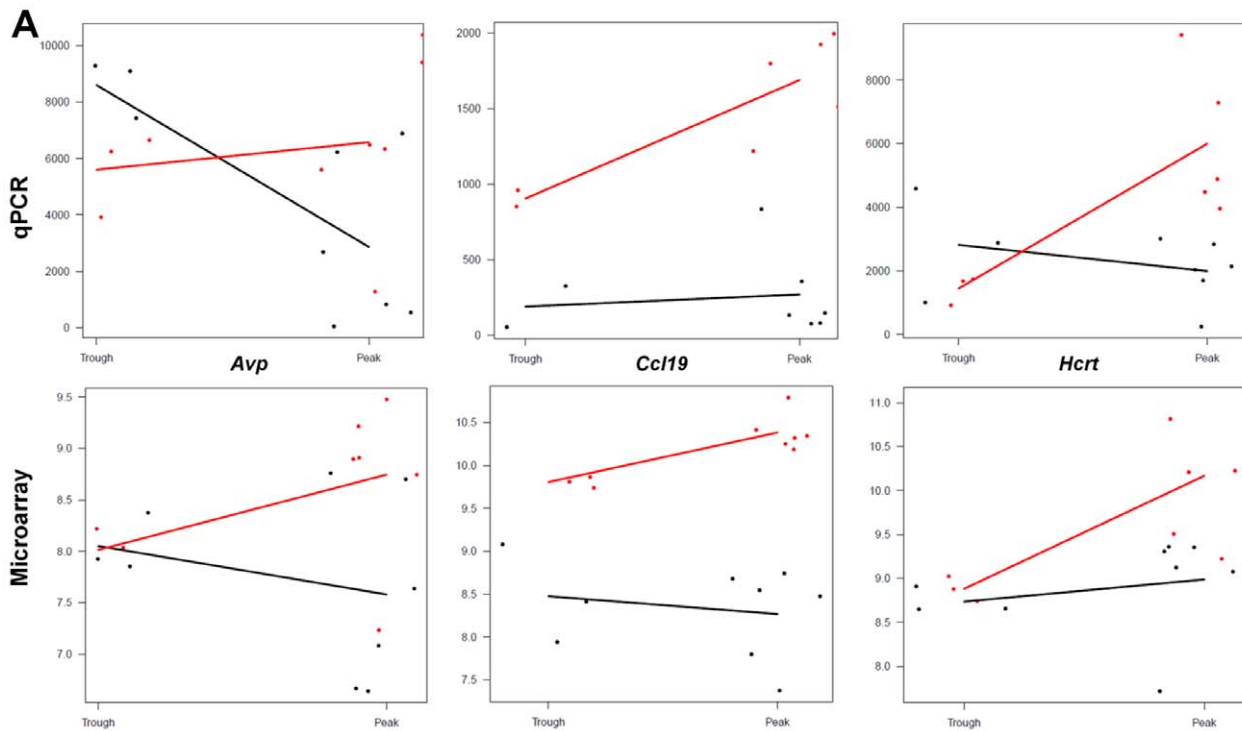 A
qPCR
10000
8000
6000
4000
2000
0
Trough
Peak
2000
1500
1000
500
0
Trough
Peak
8000
6000
4000
2000
0
Trough
Peak
Avp
Ccl19
Hcrt
Microarray
9.5
9.0
8.5
8.0
7.5
7.0
Trough
Peak
10.5
10.0
9.5
9.0
8.5
8.0
7.5
Trough
Peak
11.0
10.5
10.0
9.5
9.0
8.5
8.0
Trough
Peak